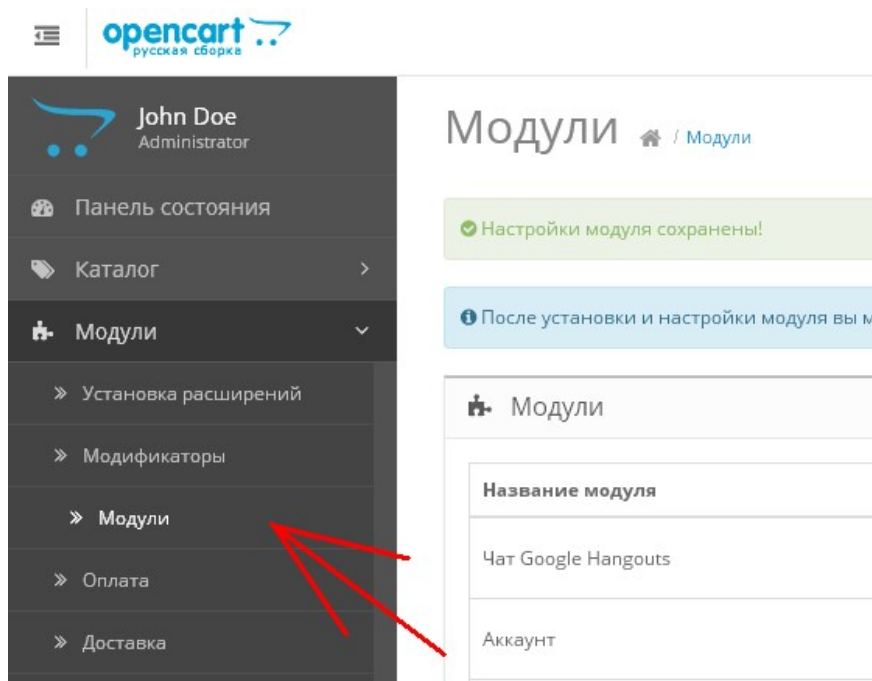 opencart
русская сборка
John Doe
Administrator
Модули / Модули
Панель состояния
Настройки модуля сохранены!
Каталог
После установки и настройки модуля вы м
Модули
Установка расширений
Модификаторы
Модули
Оплата
Доставка
Модули
Название модуля
Чат Google Hangouts
Аккаунт